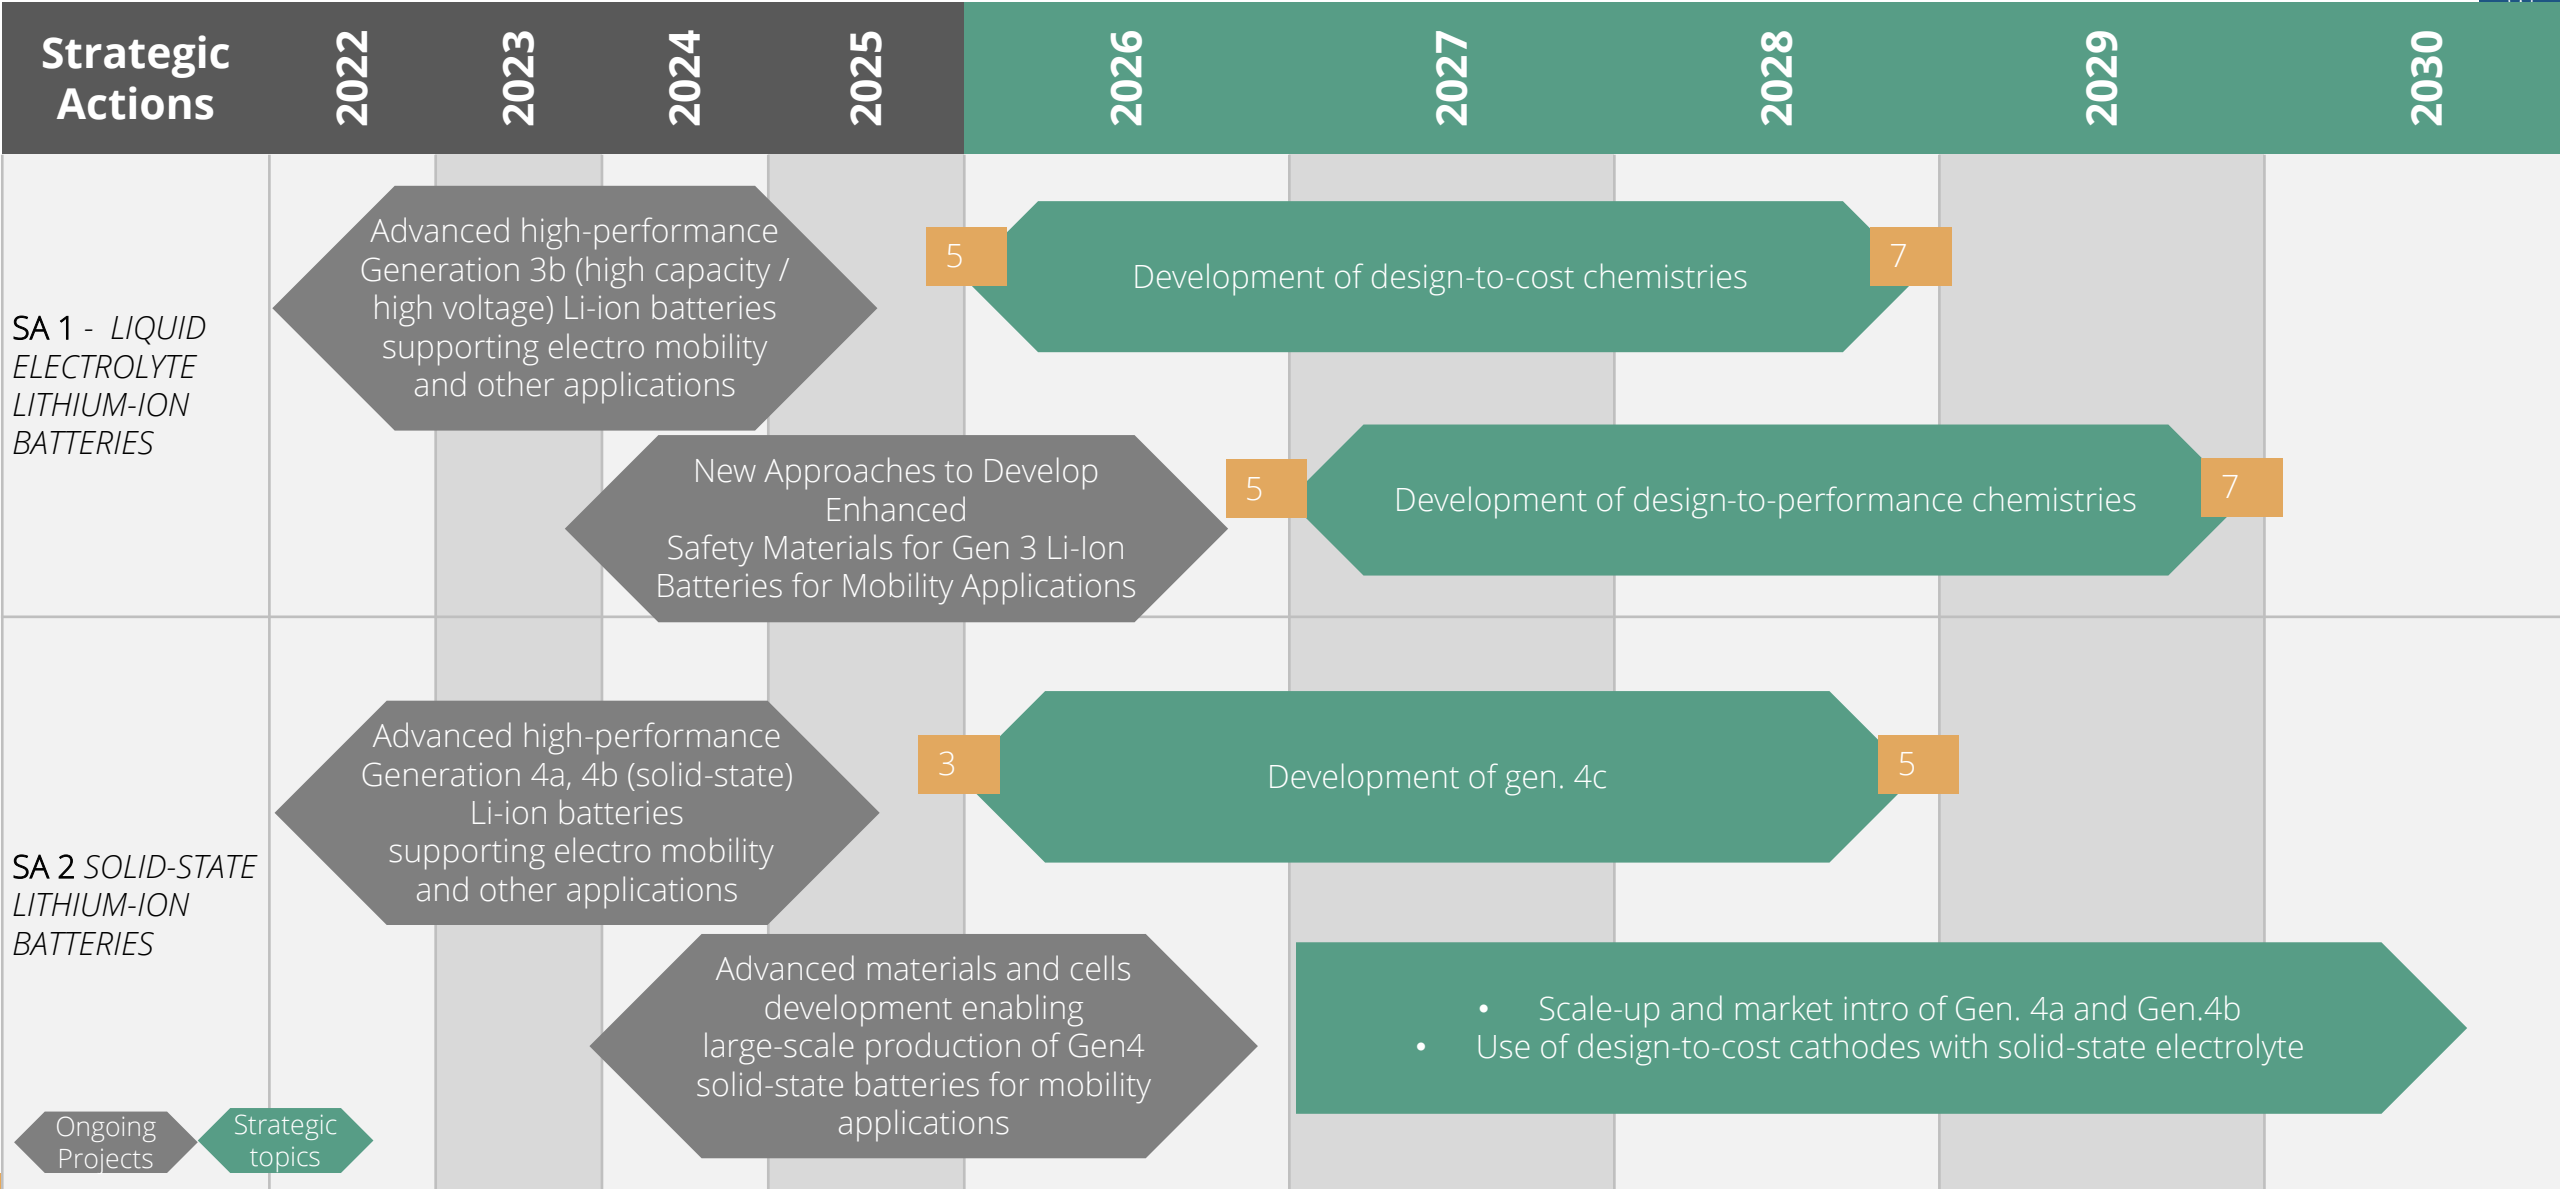 Strategic
Actions
2022
2023
2024
2025
2026
2027
2028
2029
2030
SA 1 - LIQUID
ELECTROLYTE
LITHIUM-ION
BATTERIES
Advanced high-performance
Generation 3b (high capacity /
high voltage) Li-ion batteries
supporting electro mobility
and other applications
5
Development of design-to-cost chemistries
7
New Approaches to Develop
Enhanced
Safety Materials for Gen 3 Li-Ion
Batteries for Mobility Applications
5
Development of design-to-performance chemistries
7
SA 2 SOLID-STATE
LITHIUM-ION
BATTERIES
Advanced high-performance
Generation 4a, 4b (solid-state)
Li-ion batteries
supporting electro mobility
and other applications
3
Development of gen. 4c
5
Advanced materials and cells
development enabling
large-scale production of Gen4
solid-state batteries for mobility
applications
• Scale-up and market intro of Gen. 4a and Gen.4b
• Use of design-to-cost cathodes with solid-state electrolyte
Ongoing
Projects
Strategic
topics